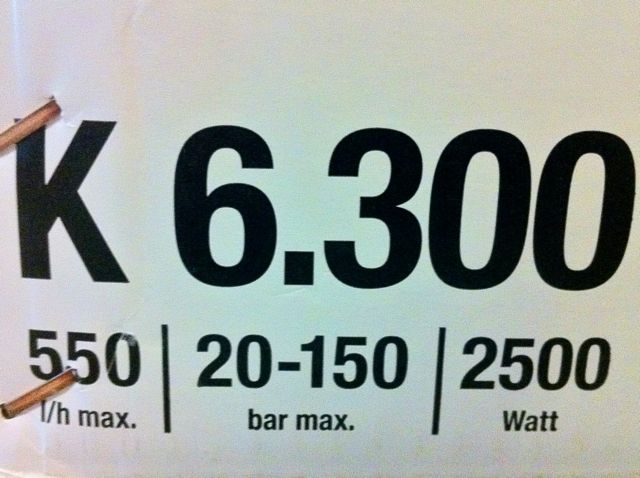 K 6.300
550 | 20-150 | 2500
l/h max. bar max. Watt